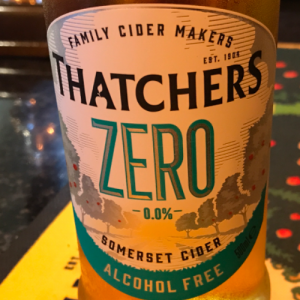 FAMILY CIDER MAKERS
EST. 1904
THATCHERS
ZERO
0.0%
SOMERSET CIDER
ALCOHOL FREE